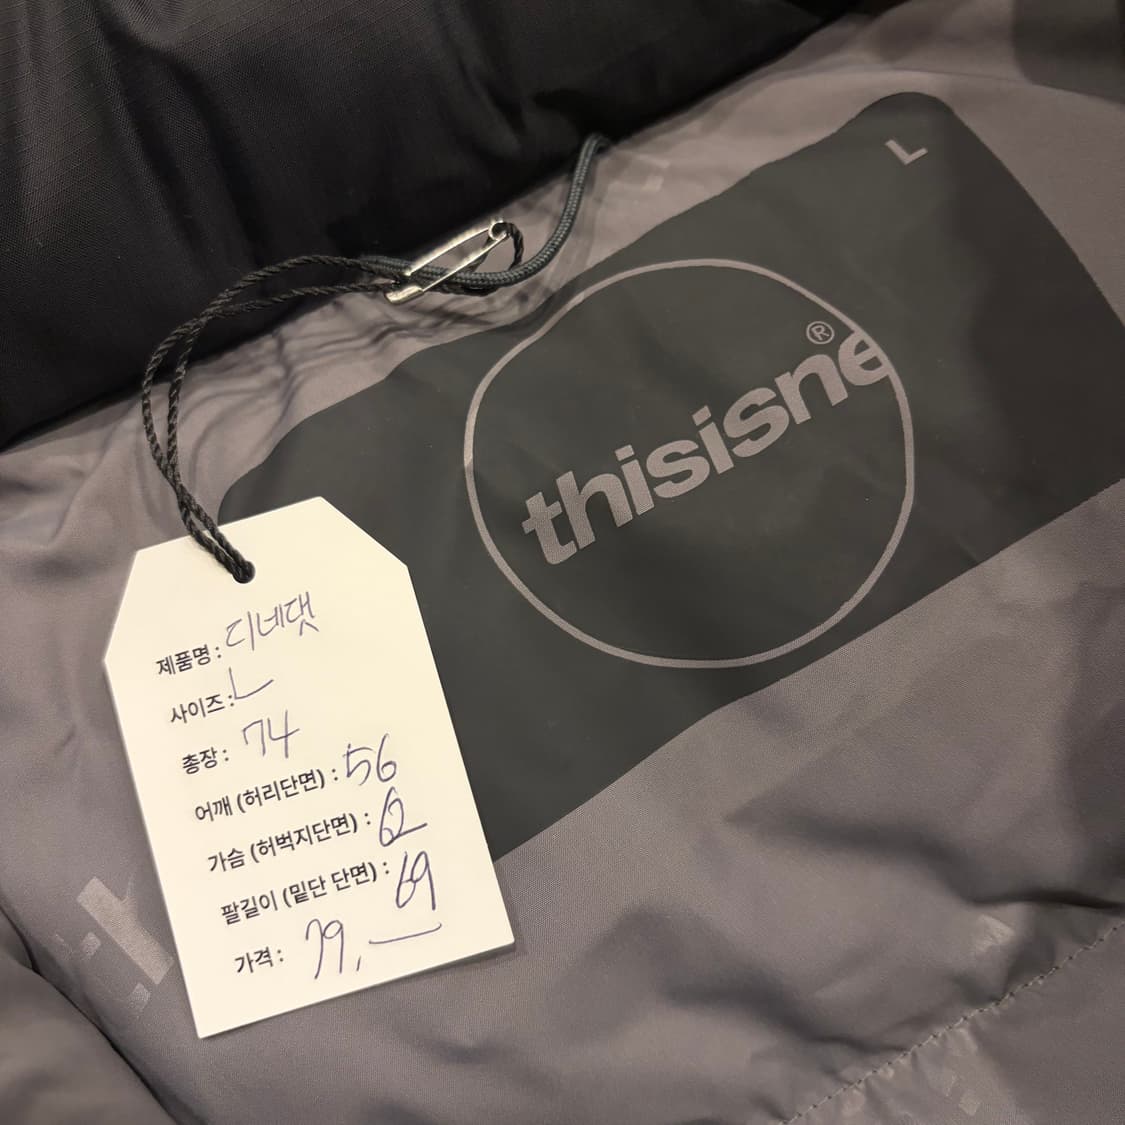 L
thisisne®
제품명 : 디네댓
사이즈 : L
총장 : 74
어깨 (허리단면) : 56
가슴 (허벅지단면) : 62
팔길이 (밑단 단면) : 69
가격 : 79,—